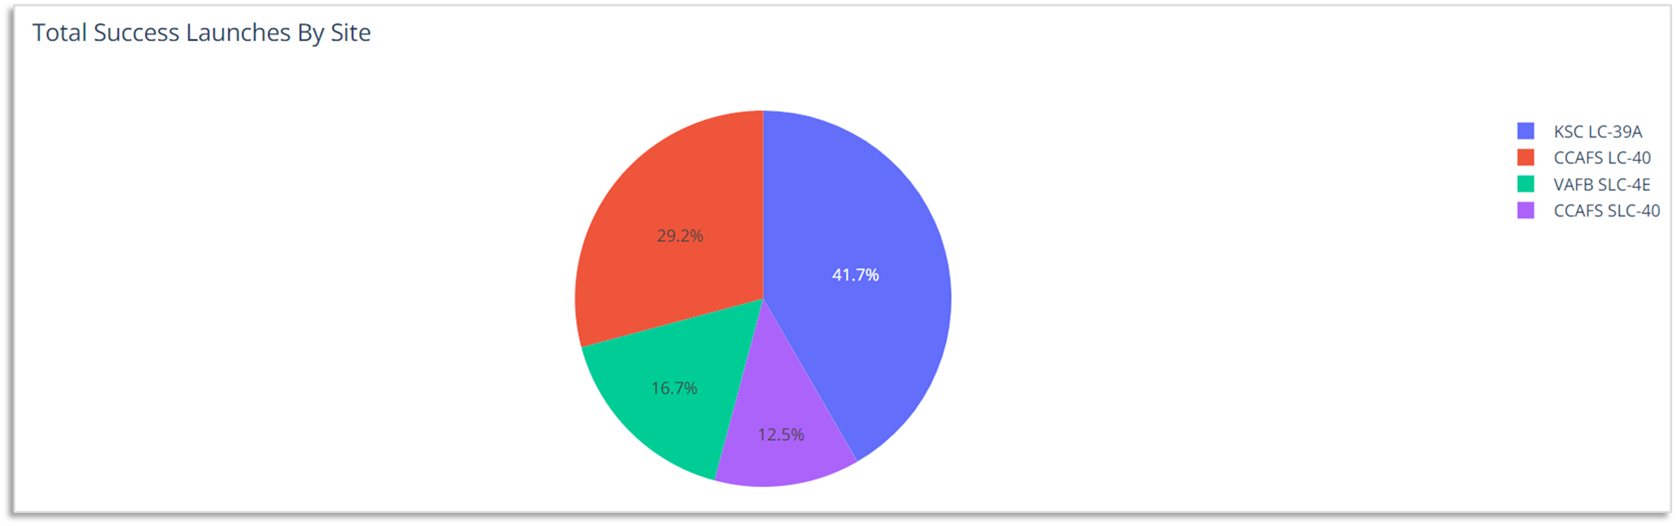 Total Success Launches By Site
KSC LC-39A
CCAFS LC-40
VAFB SLC-4E
CCAFS SLC-40
29.2%
41.7%
16.7%
12.5%